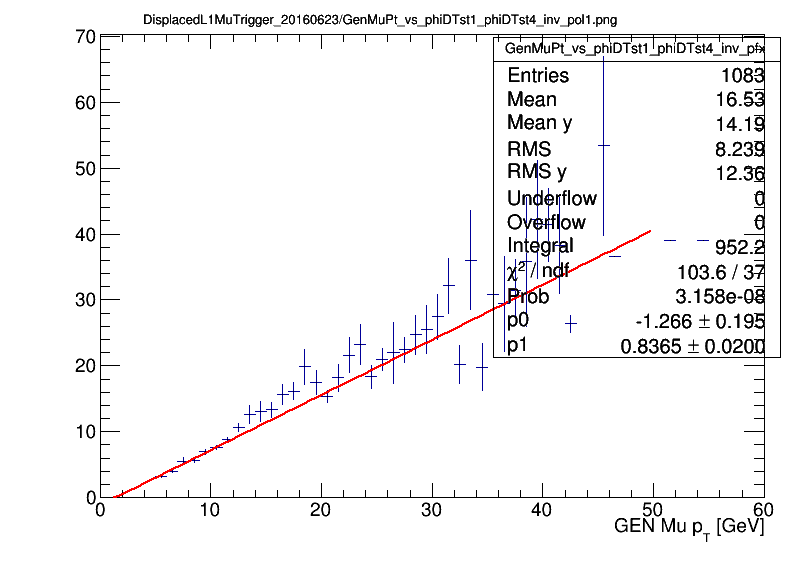 DisplacedL1MuTrigger_20160623/GenMuPt_vs_phiDTst1_phiDTst4_inv_pol1.png
GenMuPt_vs_phiDTst1_phiDTst4_inv_pfx
Entries 1083
Mean 16.53
Mean y 14.19
RMS 8.239
RMS y 12.36
Underflow 0
Overflow 0
Integral 952.2
χ² / ndf 103.6 / 37
Prob 3.158e-08
p0 -1.266 ± 0.195
p1 0.8365 ± 0.0200
70
60
50
40
30
20
10
0
0 10 20 30 40 50 60
GEN Mu pT [GeV]